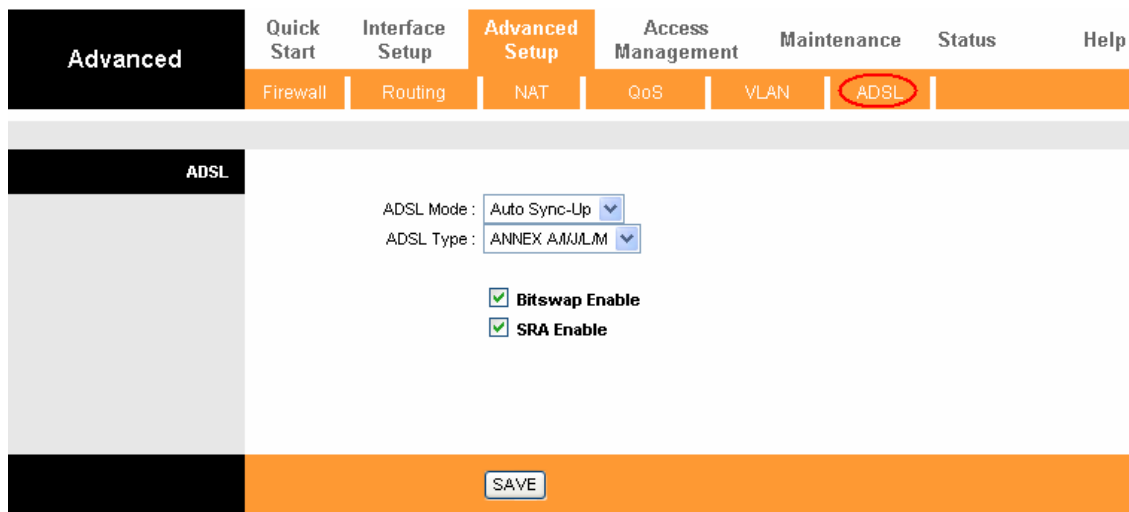 Advanced
Quick Start
Interface Setup
Advanced Setup
Access Management
Maintenance
Status
Help
Firewall
Routing
NAT
QoS
VLAN
ADSL
ADSL
ADSL Mode : Auto Sync-Up
ADSL Type : ANNEX A/I/J/L/M
Bitswap Enable
SRA Enable
SAVE